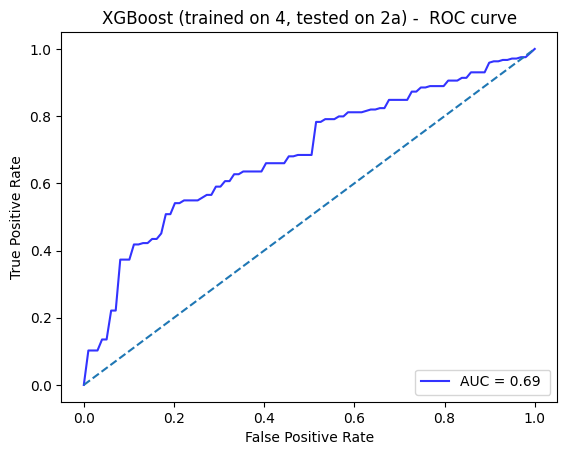 XGBoost (trained on 4, tested on 2a) -  ROC curve
1.0
0.8
0.6
0.4
0.2
0.0
True Positive Rate
AUC = 0.69
0.0 0.2 0.4 0.6 0.8 1.0
False Positive Rate